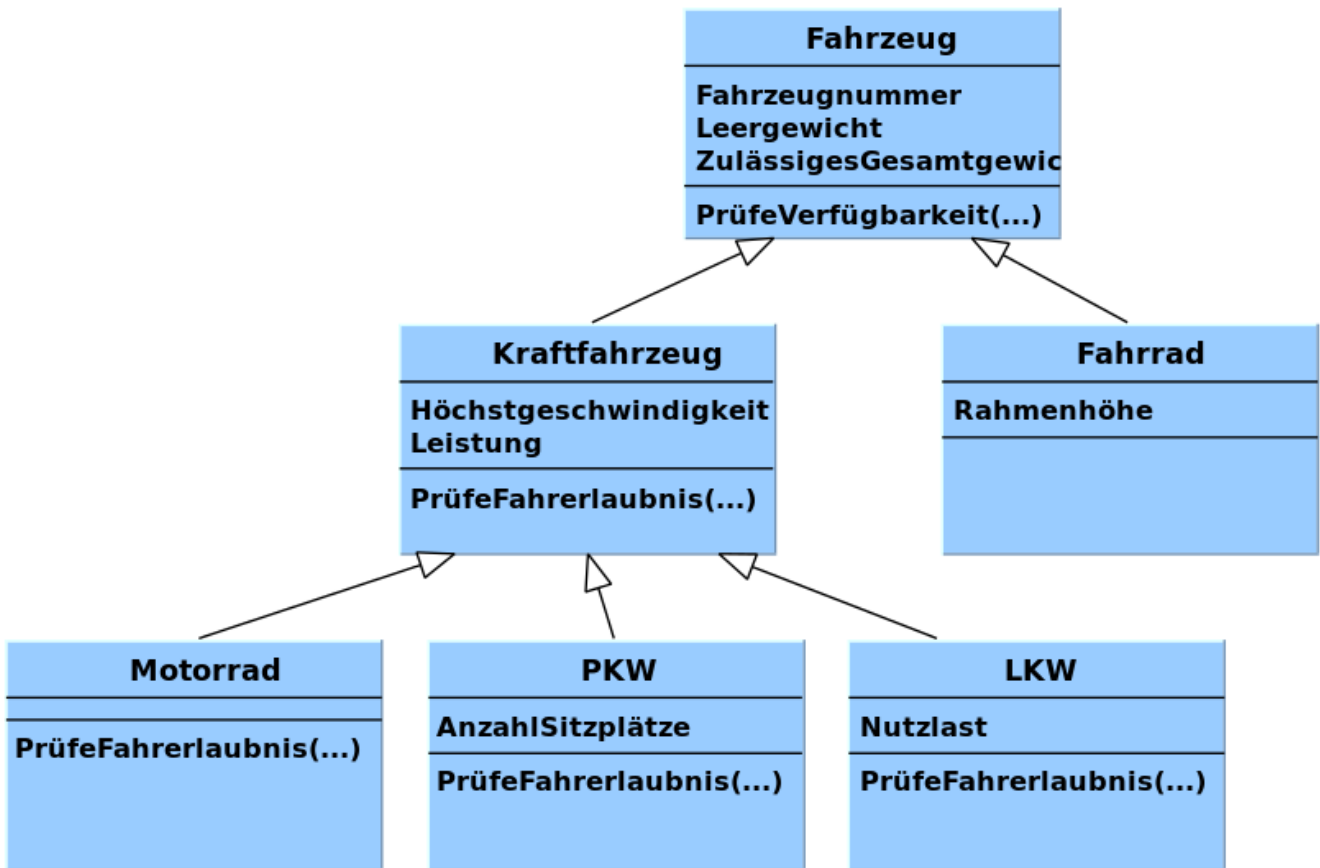 Fahrzeug
Fahrzeugnummer
Leergewicht
ZulässigesGesamtgewic
PrüfeVerfügbarkeit(...)
Kraftfahrzeug
Höchstgeschwindigkeit
Leistung
PrüfeFahrerlaubnis(...)
Fahrrad
Rahmenhöhe
Motorrad
PrüfeFahrerlaubnis(...)
PKW
AnzahlSitzplätze
PrüfeFahrerlaubnis(...)
LKW
Nutzlast
PrüfeFahrerlaubnis(...)